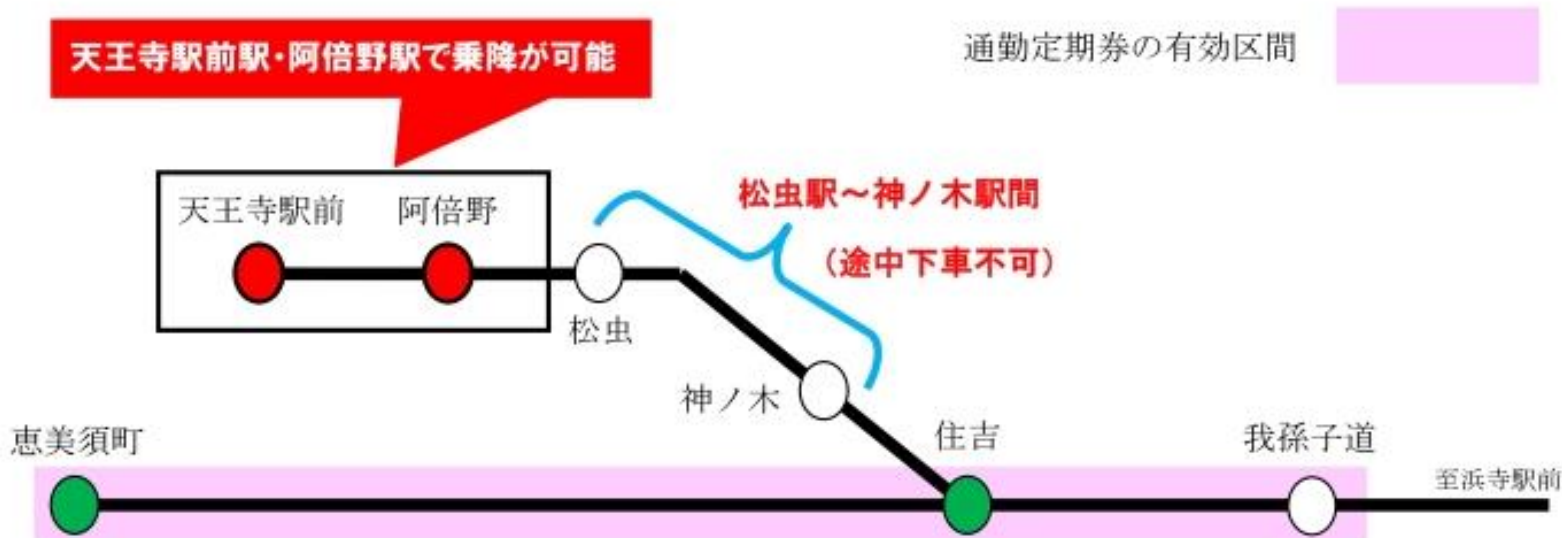 天王寺駅前駅・阿倍野駅で乗降が可能
通勤定期券の有効区間
天王寺駅前
阿倍野
松虫駅～神ノ木駅間
（途中下車不可）
松虫
神ノ木
恵美須町
住吉
我孫子道
至浜寺駅前